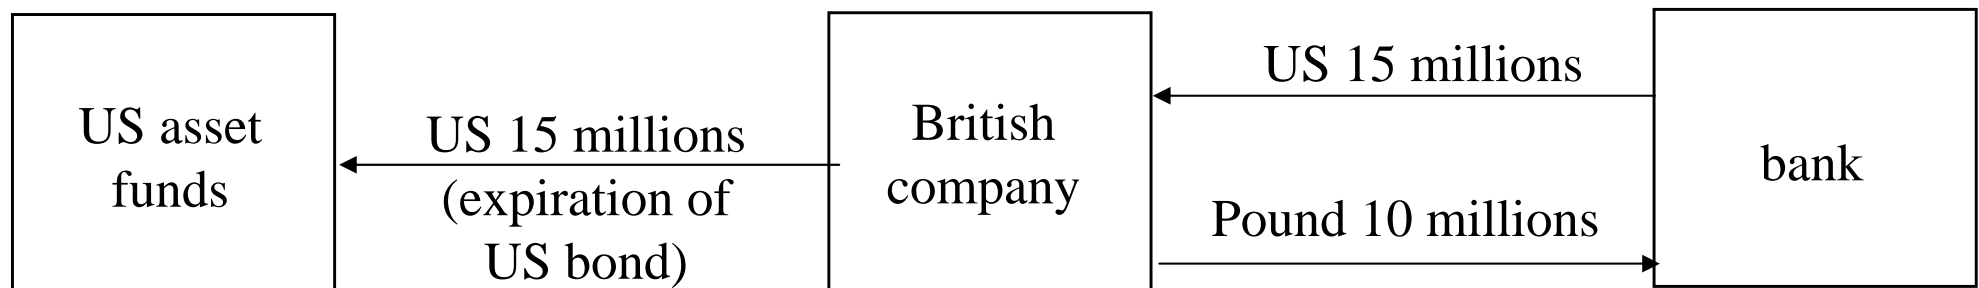 US asset
funds
US 15 millions
(expiration of
US bond)
British
company
US 15 millions
Pound 10 millions
bank